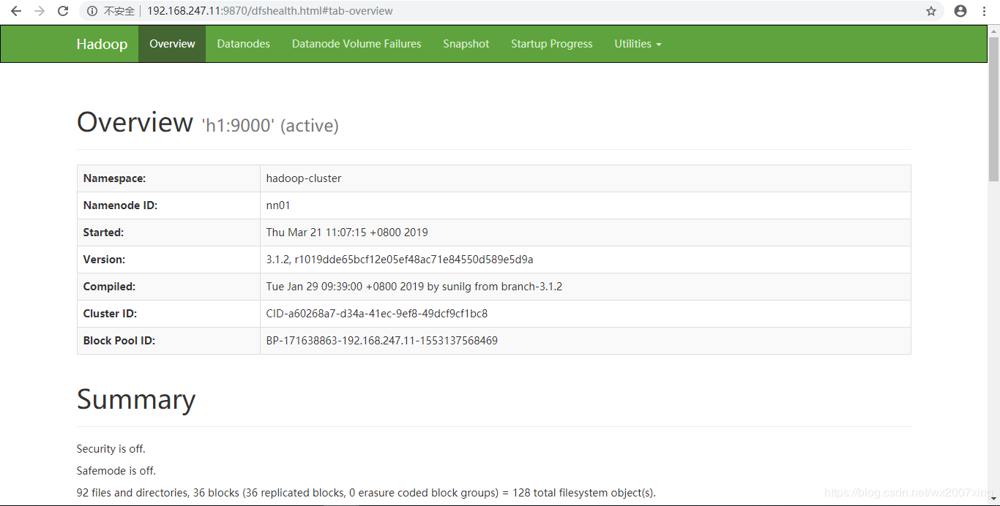 不安全 192.168.247.11:9870/dfshealth.html#tab-overview
Hadoop Overview Datanodes Datanode Volume Failures Snapshot Startup Progress Utilities
Overview 'h1:9000' (active)
Namespace: hadoop-cluster
Namenode ID: nn01
Started: Thu Mar 21 11:07:15 +0800 2019
Version: 3.1.2, r1019dde65bcf12e05ef48ac71e84550d589e5d9a
Compiled: Tue Jan 29 09:39:00 +0800 2019 by sunilg from branch-3.1.2
Cluster ID: CID-a60268a7-d34a-41ec-9ef8-49dcf9cf1bc8
Block Pool ID: BP-171638863-192.168.247.11-1553137568469
Summary
Security is off.
Safemode is off.
92 files and directories, 36 blocks (36 replicated blocks, 0 erasure coded block groups) = 128 total filesystem object(s).
https://blog.csdn.net/wx2007xing